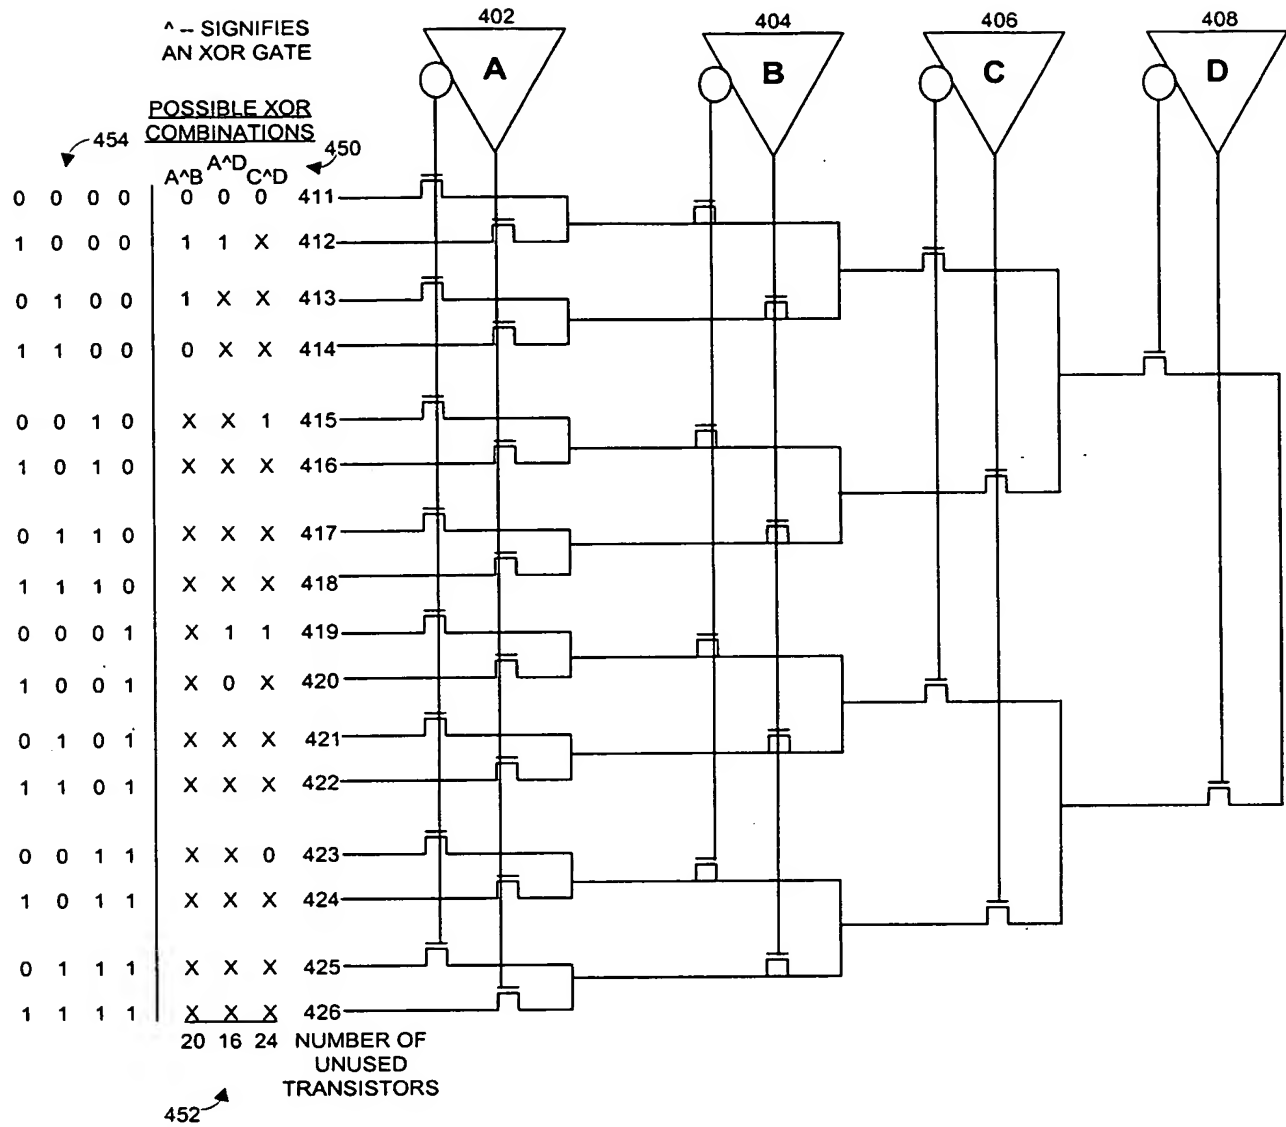 ^ -- SIGNIFIES
AN XOR GATE
402
404
406
408
A
B
C
D
POSSIBLE XOR
COMBINATIONS
454
450
A^B A^D C^D
0 0 0 0 0 0 0 411
1 0 0 0 1 1 X 412
0 1 0 0 1 X X 413
1 1 0 0 0 X X 414
0 0 1 0 X X 1 415
1 0 1 0 X X X 416
0 1 1 0 X X X 417
1 1 1 0 X X X 418
0 0 0 1 X 1 1 419
1 0 0 1 X 0 X 420
0 1 0 1 X X X 421
1 1 0 1 X X X 422
0 0 1 1 X X 0 423
1 0 1 1 X X X 424
0 1 1 1 X X X 425
1 1 1 1 X X X 426
20 16 24 NUMBER OF
UNUSED
TRANSISTORS
452